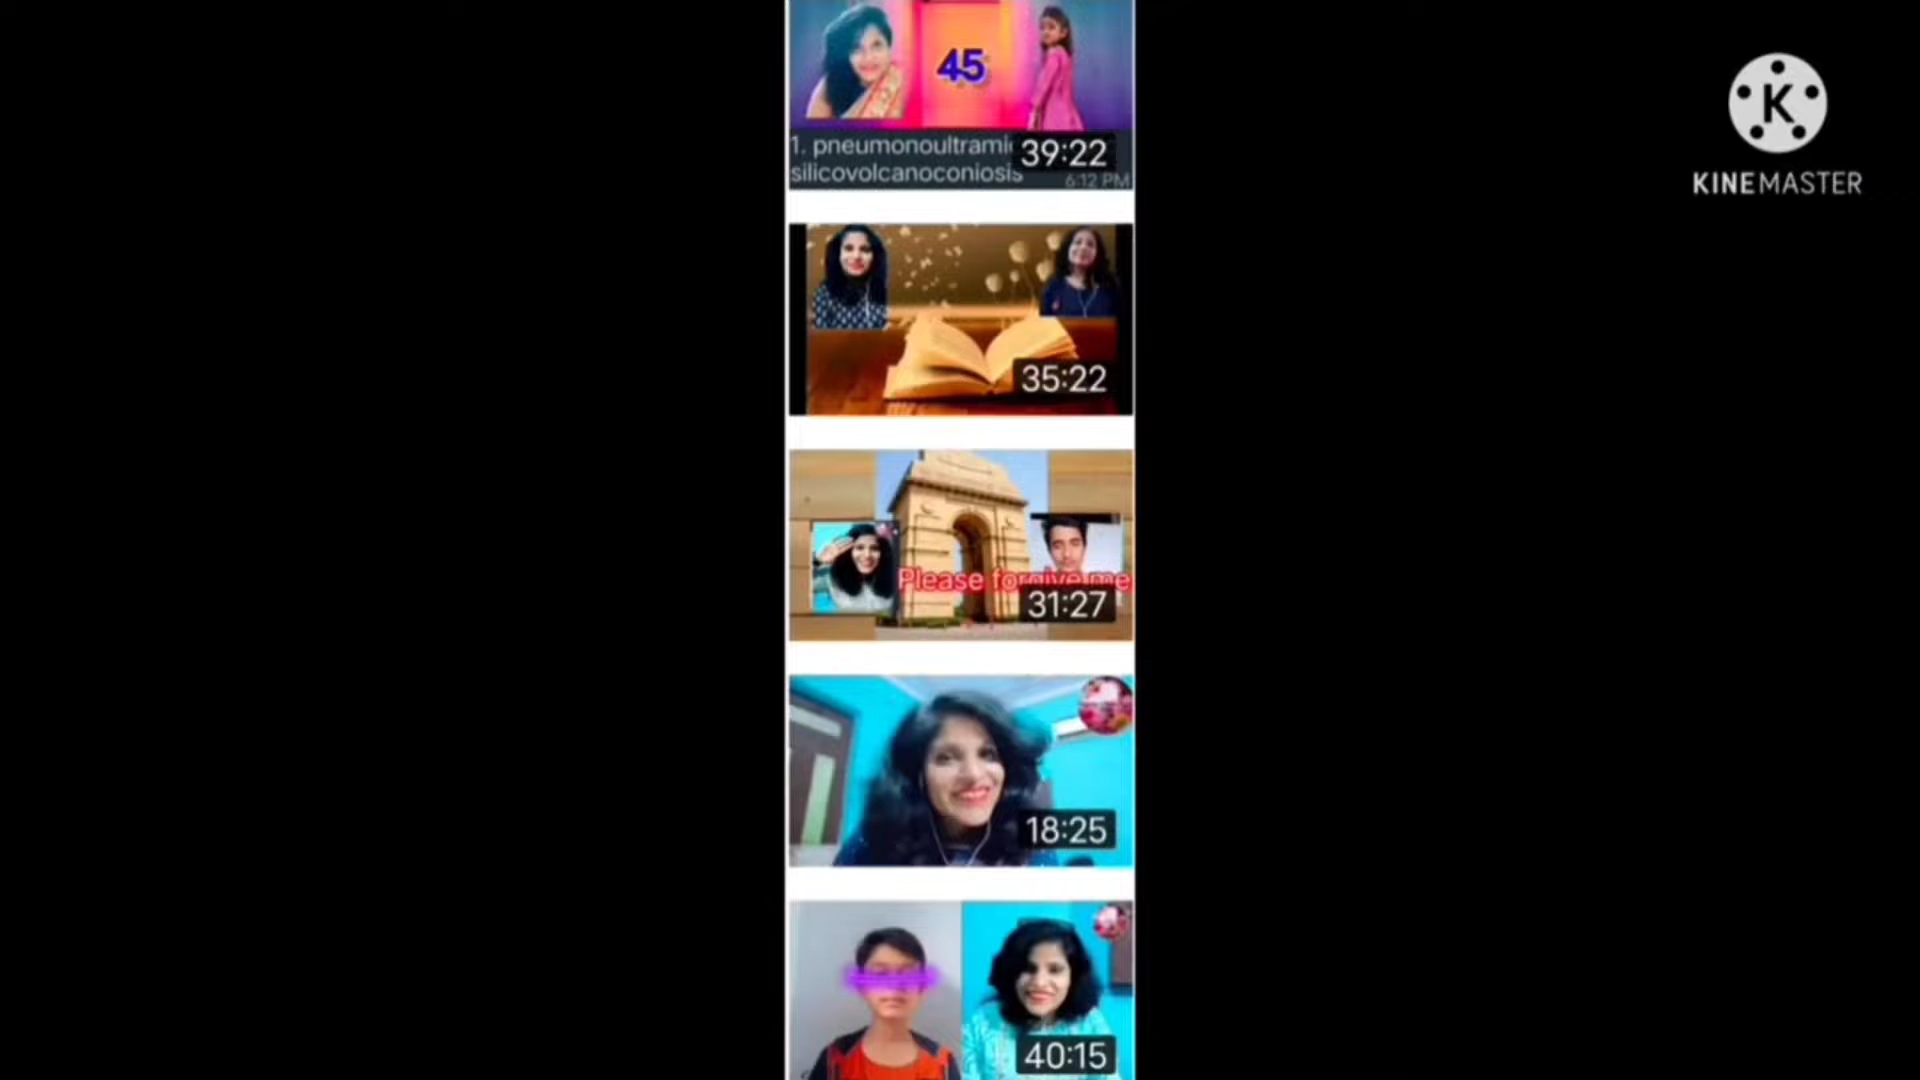 45
1. pneumonoultrami
silicovolcanoconiosis
39:22
6:12 PM
35:22
Please forgive me
31:27
18:25
40:15
K
KINEMASTER